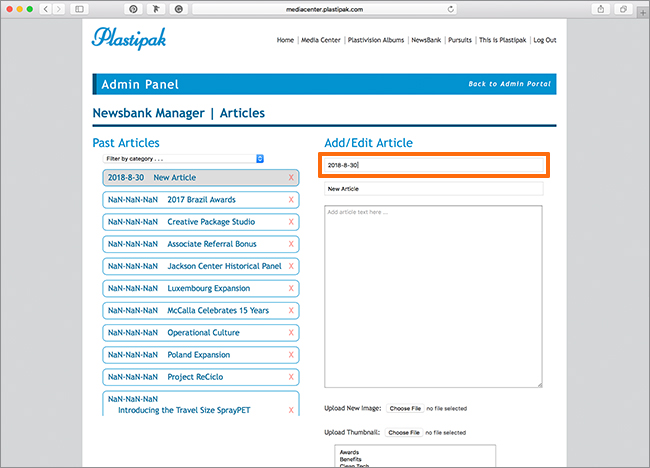 mediacenter.plastipak.com
Plastipak
Home | Media Center | Plastivision Albums | NewsBank | Pursuits | This is Plastipak | Log Out
Admin Panel
Back to Admin Portal
Newsbank Manager | Articles
Past Articles
Filter by category . . .
2018-8-30 New Article X
NaN-NaN-NaN 2017 Brazil Awards X
NaN-NaN-NaN Creative Package Studio X
NaN-NaN-NaN Associate Referral Bonus X
NaN-NaN-NaN Jackson Center Historical Panel X
NaN-NaN-NaN Luxembourg Expansion X
NaN-NaN-NaN McCalla Celebrates 15 Years X
NaN-NaN-NaN Operational Culture X
NaN-NaN-NaN Poland Expansion X
NaN-NaN-NaN Project ReCiclo X
NaN-NaN-NaN X
Introducing the Travel Size SprayPET
Add/Edit Article
2018-8-30
New Article
Add article text here ...
Upload New Image: Choose File no file selected
Upload Thumbnail: Choose File no file selected
Awards
Benefits
Clean Tech